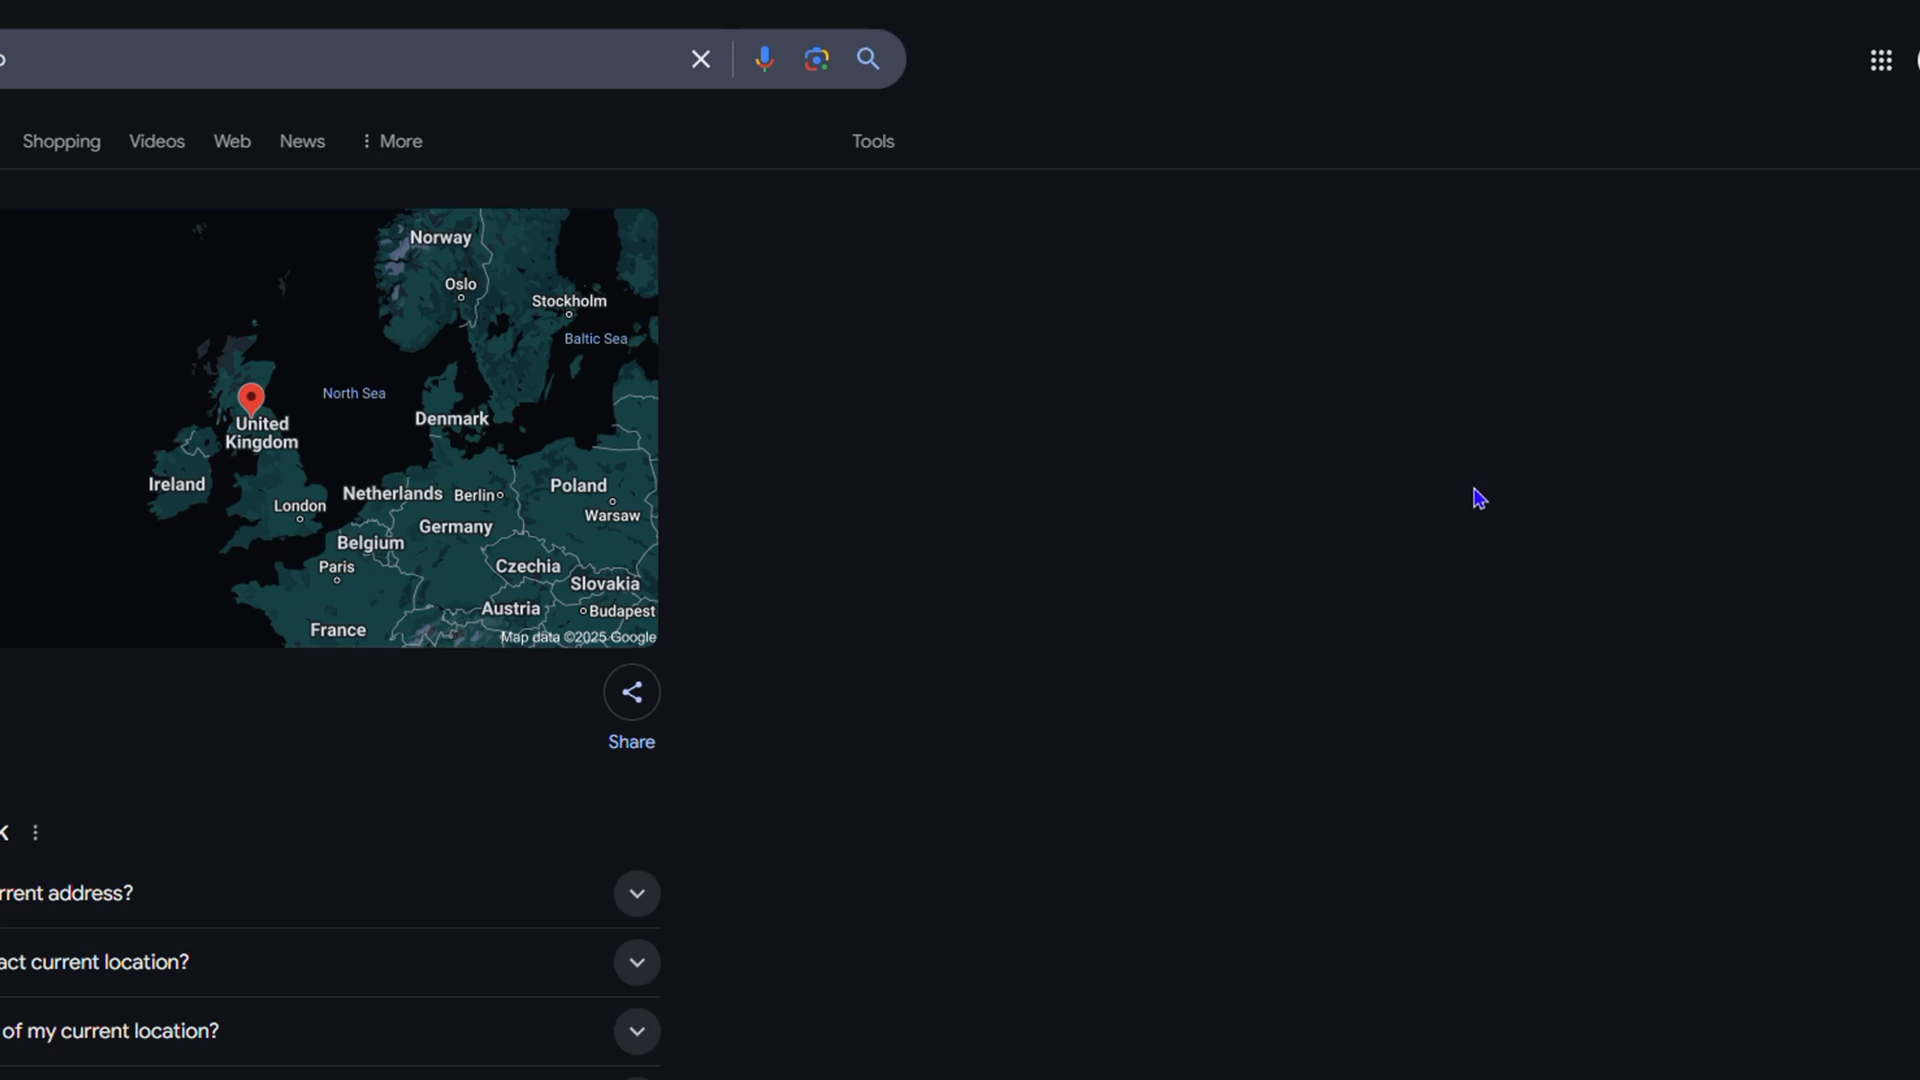 Shopping Videos Web News More Tools
Norway
Oslo
Stockholm
Baltic Sea
North Sea
Denmark
United
Kingdom
Ireland
Netherlands
Berlin
Poland
London
Warsaw
Germany
Belgium
Paris
Czechia
Slovakia
Austria
Budapest
France
Map data ©2025 Google
Share
current address?
current location?
of my current location?